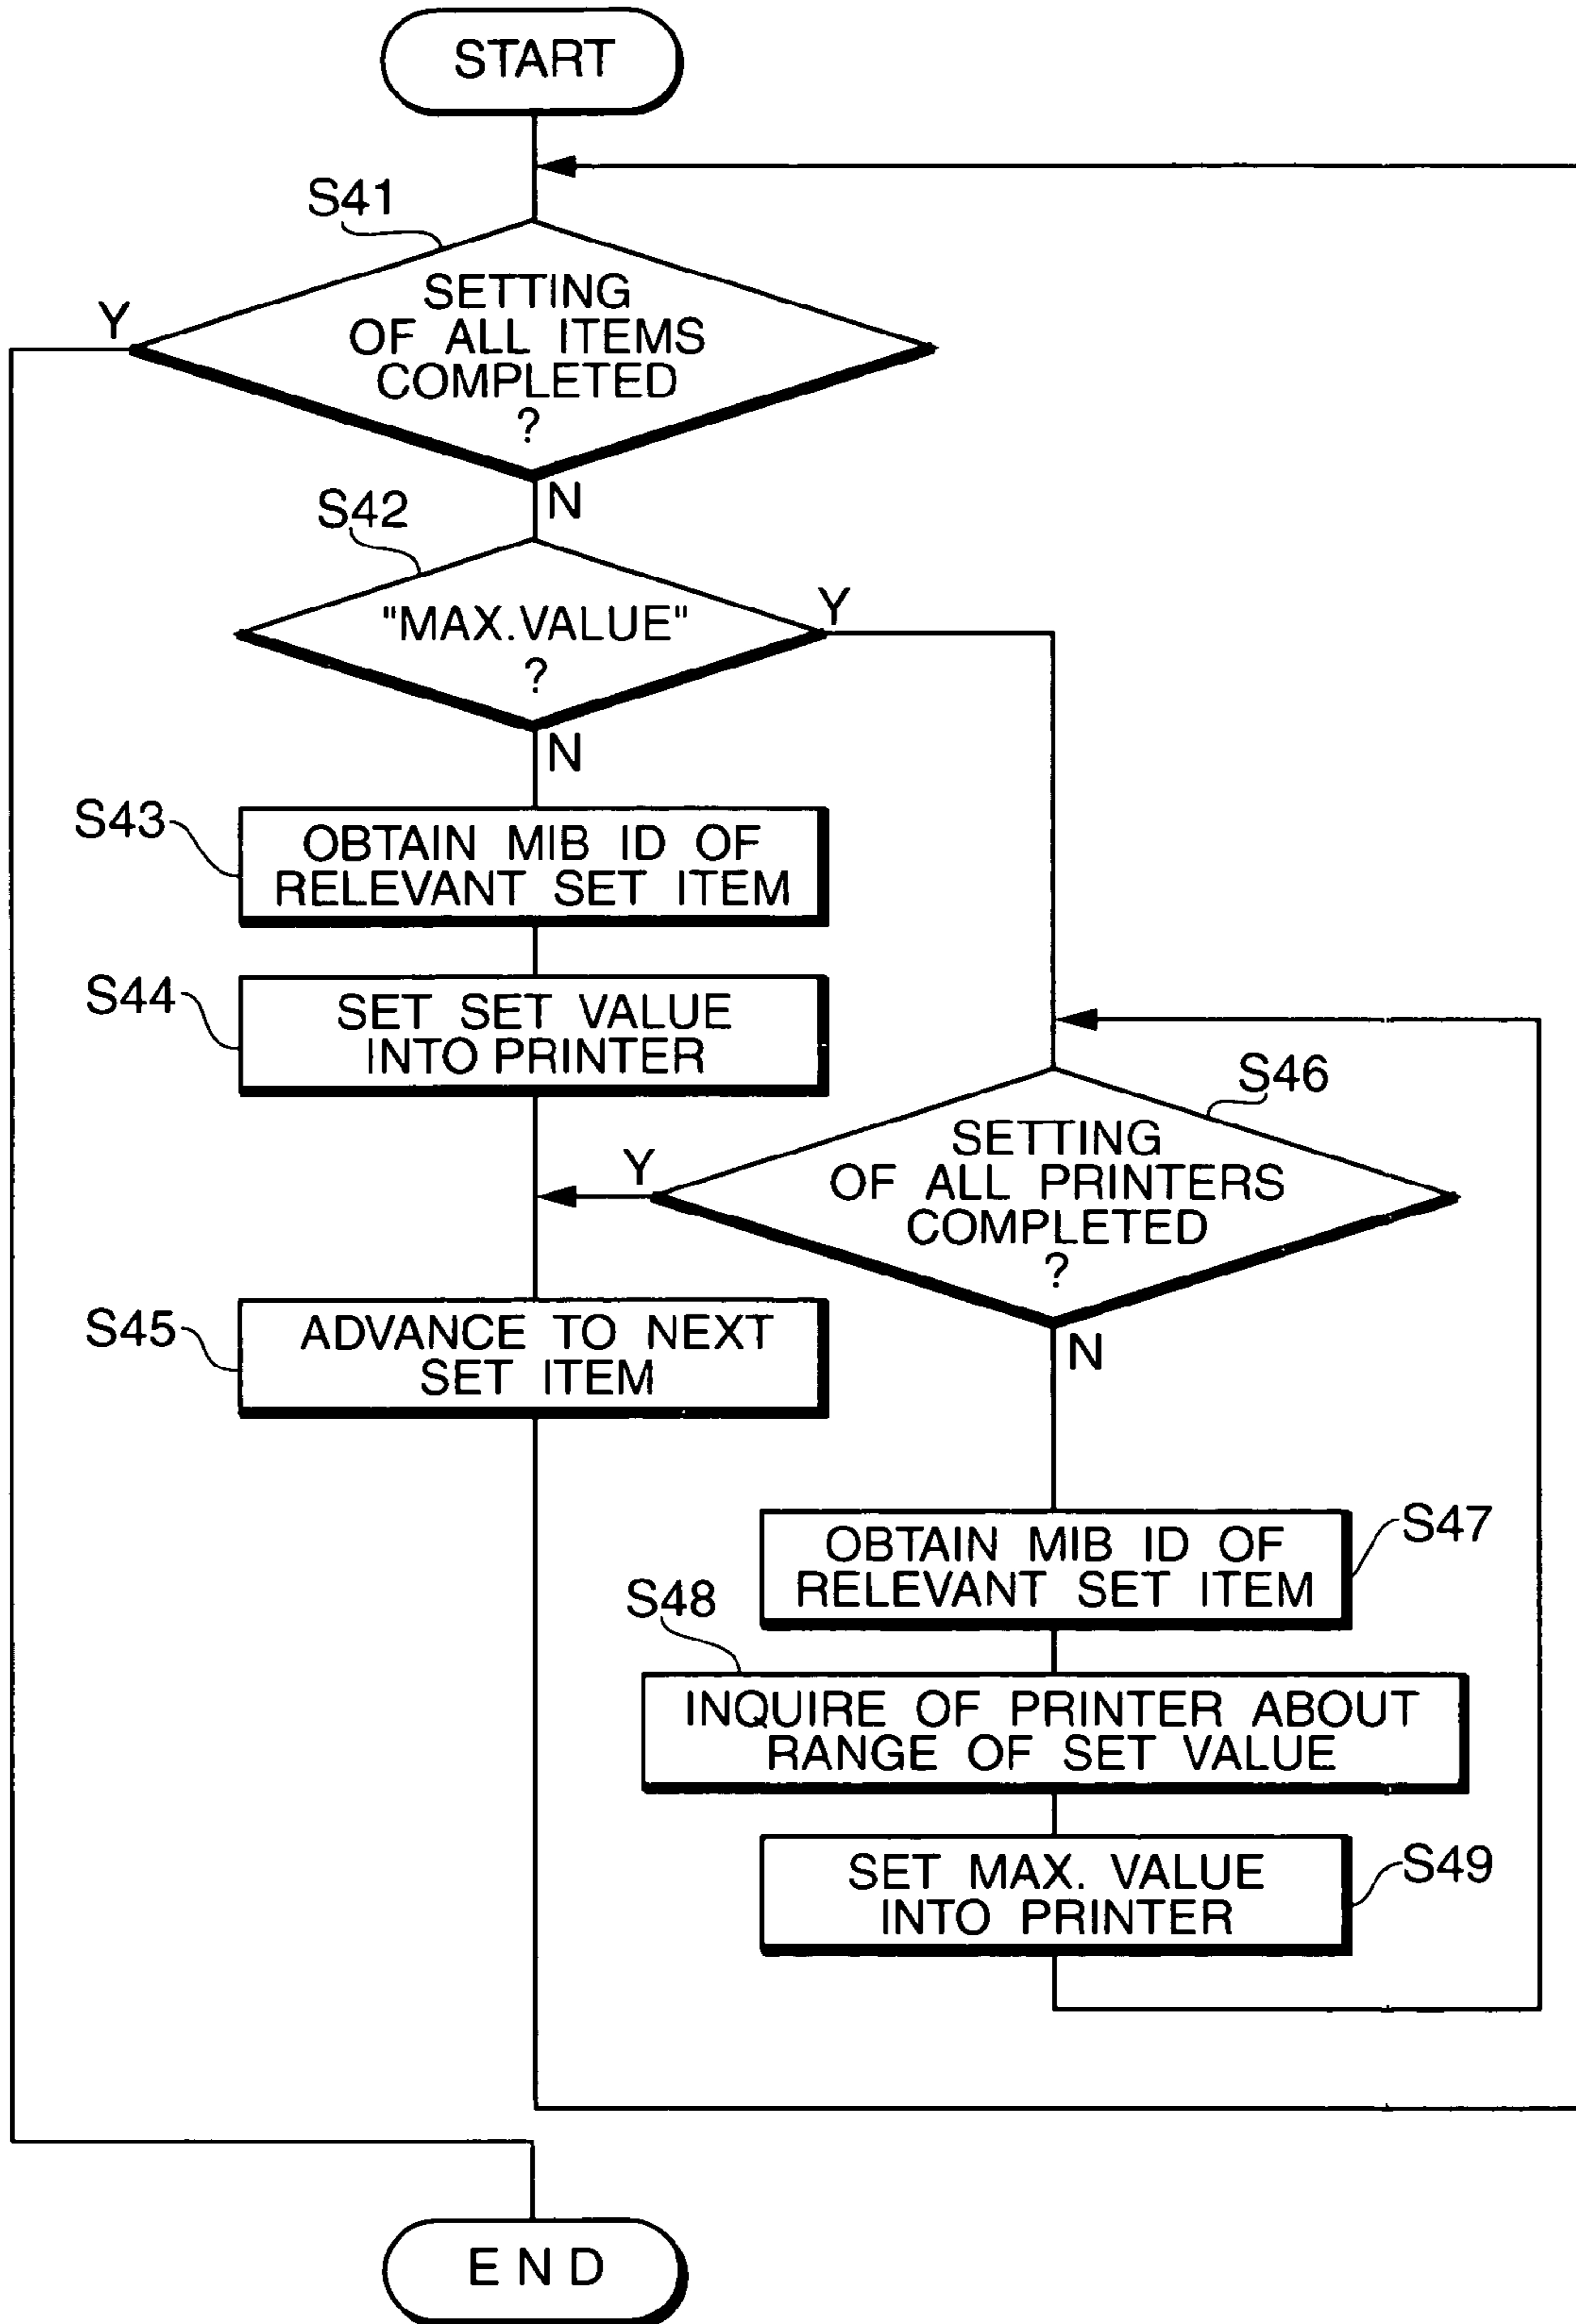 START
S41
SETTING
OF ALL ITEMS
COMPLETED
?
Y
N
S42
"MAX.VALUE"
?
Y
N
S43
OBTAIN MIB ID OF
RELEVANT SET ITEM
S44
SET SET VALUE
INTO PRINTER
S46
SETTING
OF ALL PRINTERS
COMPLETED
?
Y
N
S45
ADVANCE TO NEXT
SET ITEM
S47
OBTAIN MIB ID OF
RELEVANT SET ITEM
S48
INQUIRE OF PRINTER ABOUT
RANGE OF SET VALUE
S49
SET MAX. VALUE
INTO PRINTER
END